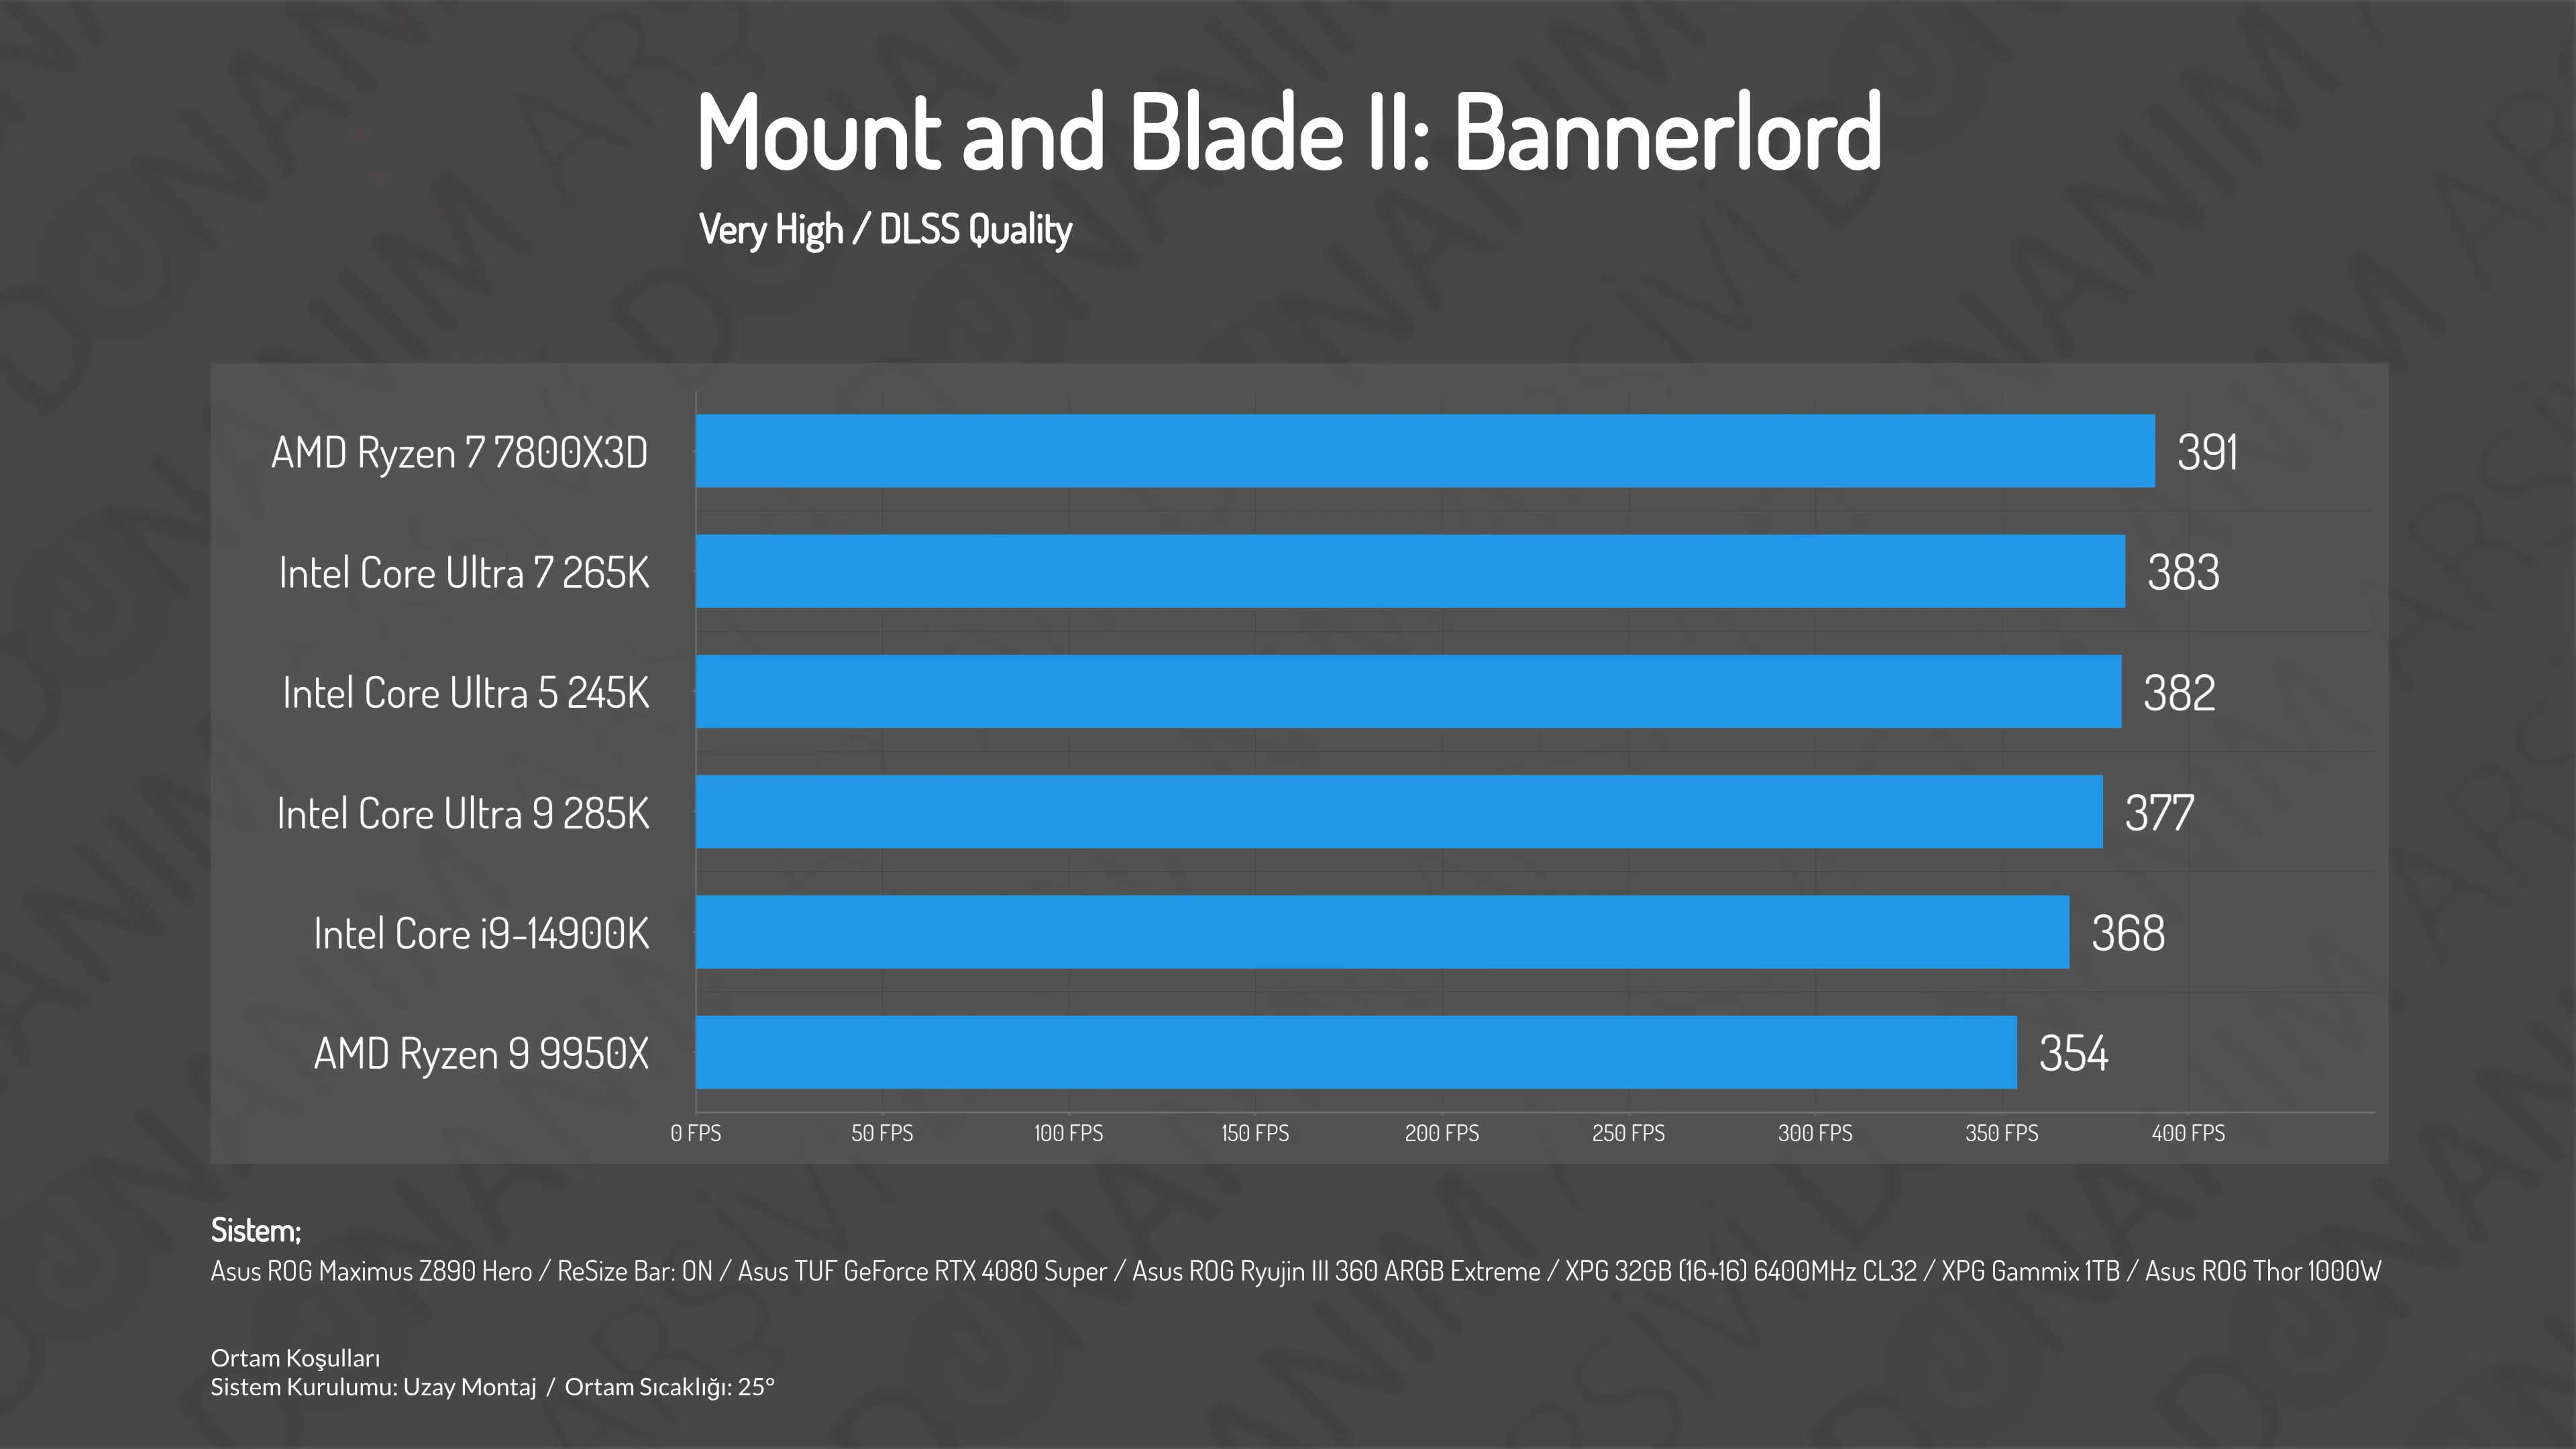 Mount and Blade II: Bannerlord
Very High / DLSS Quality
AMD Ryzen 7 7800X3D 391
Intel Core Ultra 7 265K 383
Intel Core Ultra 5 245K 382
Intel Core Ultra 9 285K 377
Intel Core i9-14900K 368
AMD Ryzen 9 9950X 354
0 FPS 50 FPS 100 FPS 150 FPS 200 FPS 250 FPS 300 FPS 350 FPS 400 FPS
Sistem;
Asus ROG Maximus Z890 Hero / ReSize Bar: ON / Asus TUF GeForce RTX 4080 Super / Asus ROG Ryujin III 360 ARGB Extreme / XPG 32GB (16+16) 6400MHz CL32 / XPG Gammix 1TB / Asus ROG Thor 1000W
Ortam Koşulları
Sistem Kurulumu: Uzay Montaj / Ortam Sıcaklığı: 25°